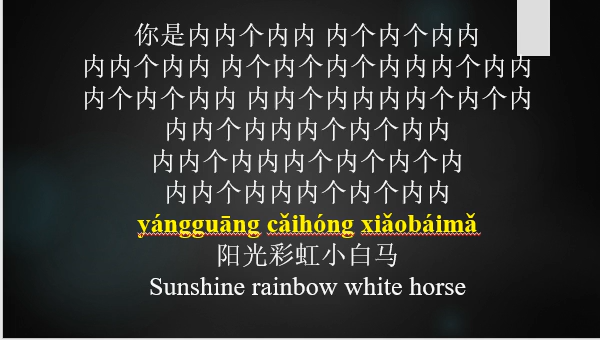 你是内内个内内 内个内个内内
内内个内内 内个内个内个内内内个内内
内个内个内内 内内个内内内内个内个内
内内个内内内个内个内内
内内个内内内个内个内个内
内内个内内内个内个内内
yángguāng cǎihóng xiǎobáimǎ
阳光彩虹小白马
Sunshine rainbow white horse